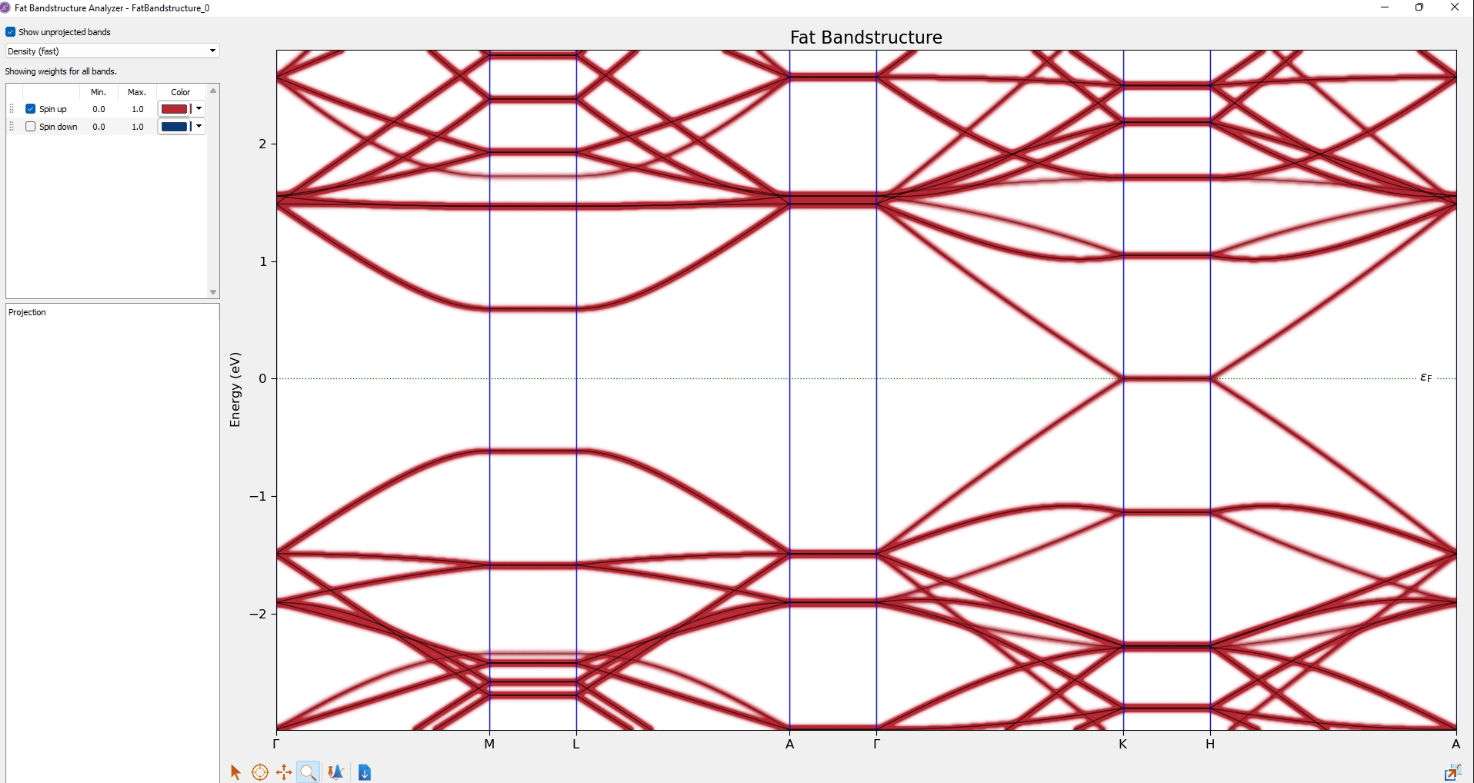 Fat Bandstructure Analyzer - FatBandstructure_0
Show unprojected bands
Density (fast)
Showing weights for all bands.
Min. Max. Color
Spin up 0.0 1.0
Spin down 0.0 1.0
Projection
Fat Bandstructure
Energy (eV)
2
1
0
−1
−2
εF
Γ M L A Γ K H A